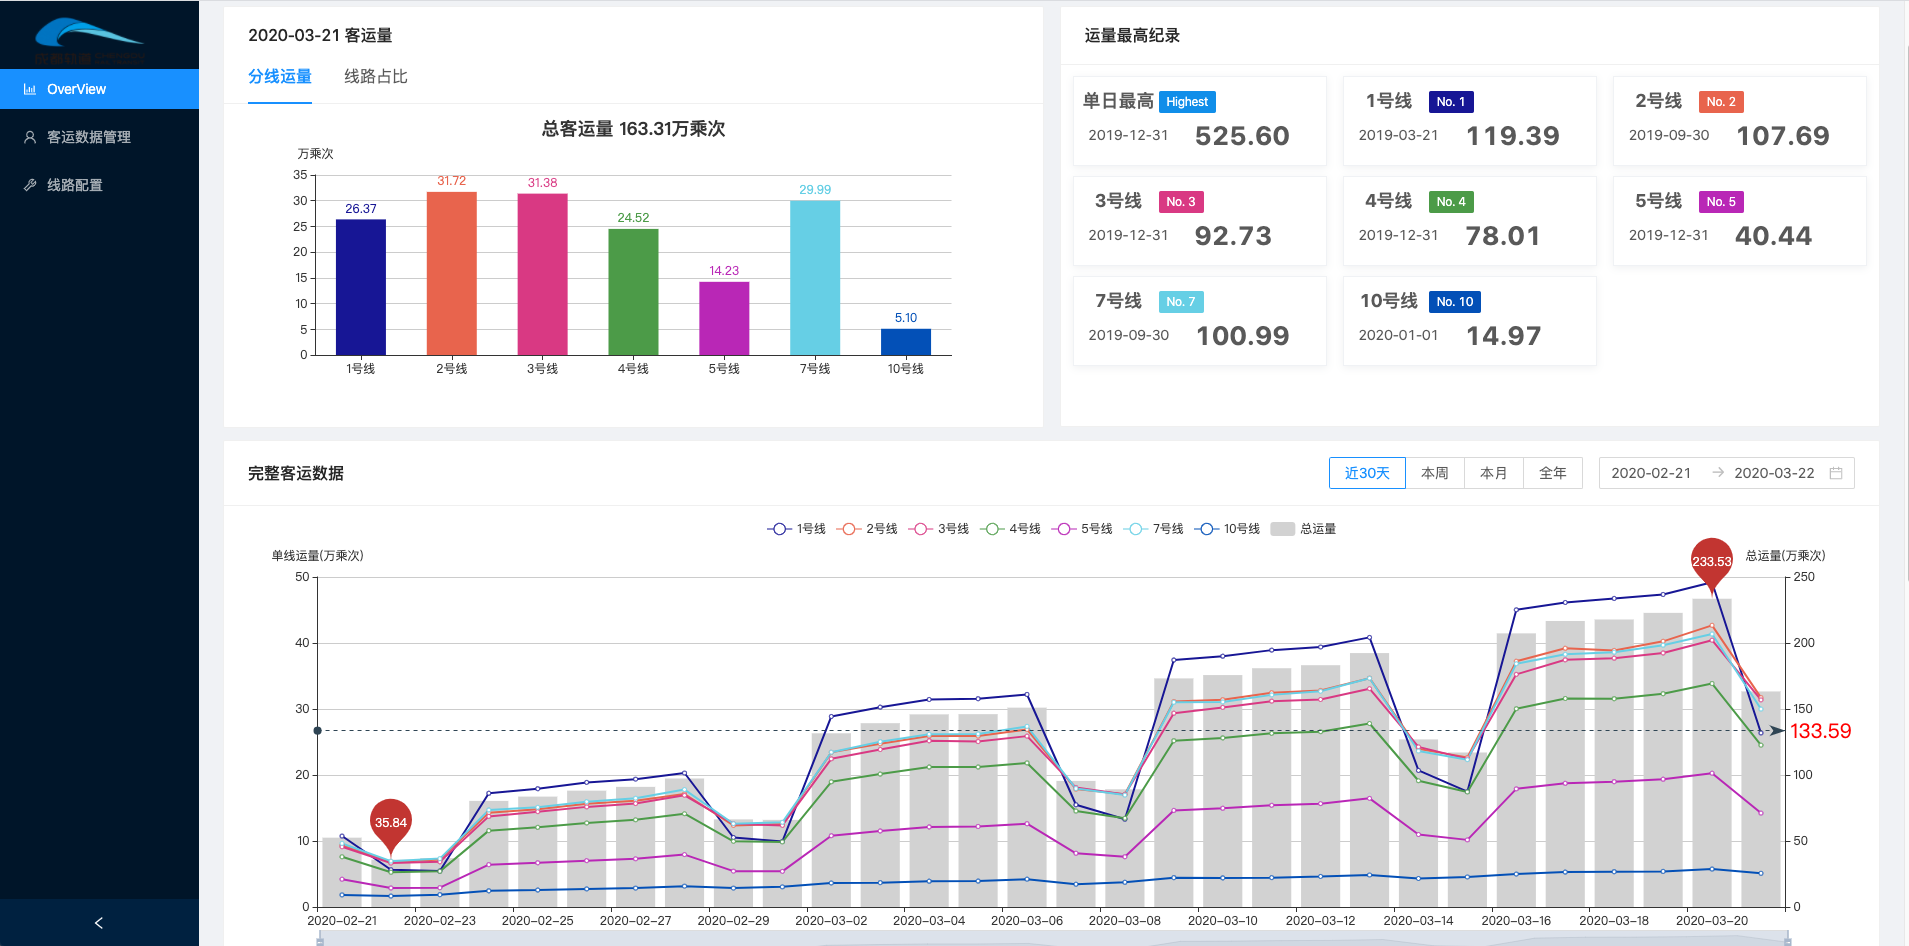 OverView
客运数据管理
线路配置
2020-03-21 客运量
分线运量 线路占比
总客运量 163.31万乘次
万乘次
35
30
25
20
15
10
5
0
26.37
31.72
31.38
24.52
14.23
29.99
5.10
1号线 2号线 3号线 4号线 5号线 7号线 10号线
运量最高纪录
单日最高 Highest
2019-12-31 525.60
1号线 No. 1
2019-03-21 119.39
2号线 No. 2
2019-09-30 107.69
3号线 No. 3
2019-12-31 92.73
4号线 No. 4
2019-12-31 78.01
5号线 No. 5
2019-12-31 40.44
7号线 No. 7
2019-09-30 100.99
10号线 No. 10
2020-01-01 14.97
完整客运数据
近30天 本周 本月 全年 2020-02-21 2020-03-22
1号线 2号线 3号线 4号线 5号线 7号线 10号线 总运量
单线运量(万乘次)
总运量(万乘次)
50
40
30
20
10
0
250
200
150
100
50
0
35.84
233.53
133.59
2020-02-21 2020-02-23 2020-02-25 2020-02-27 2020-02-29 2020-03-02 2020-03-04 2020-03-06 2020-03-08 2020-03-10 2020-03-12 2020-03-14 2020-03-16 2020-03-18 2020-03-20